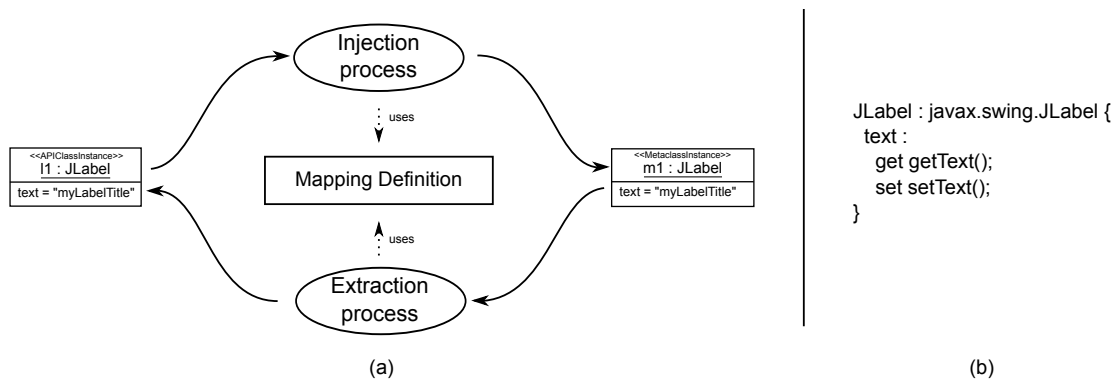 Injection
process
uses
<<APIClassInstance>>
l1 : JLabel
text = "myLabelTitle"
Mapping Definition
<<MetaclassInstance>>
m1 : JLabel
text = "myLabelTitle"
uses
Extraction
process
(a)
JLabel : javax.swing.JLabel {
text :
get getText();
set setText();
}
(b)